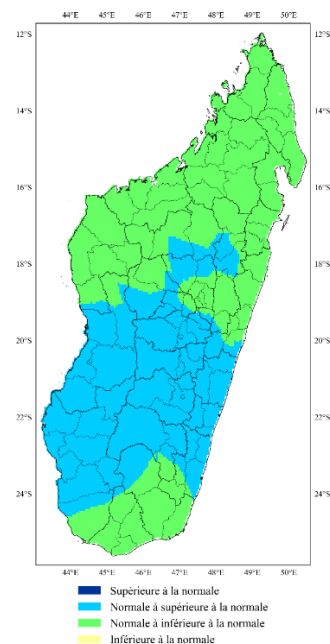 44°E 45°E 46°E 47°E 48°E 49°E 50°E
12°S 12°S
14°S 14°S
16°S 16°S
18°S 18°S
20°S 20°S
22°S 22°S
24°S 24°S
44°E 45°E 46°E 47°E 48°E 49°E 50°E
Supérieure à la normale
Normale à supérieure à la normale
Normale à inférieure à la normale
Inférieure à la normale